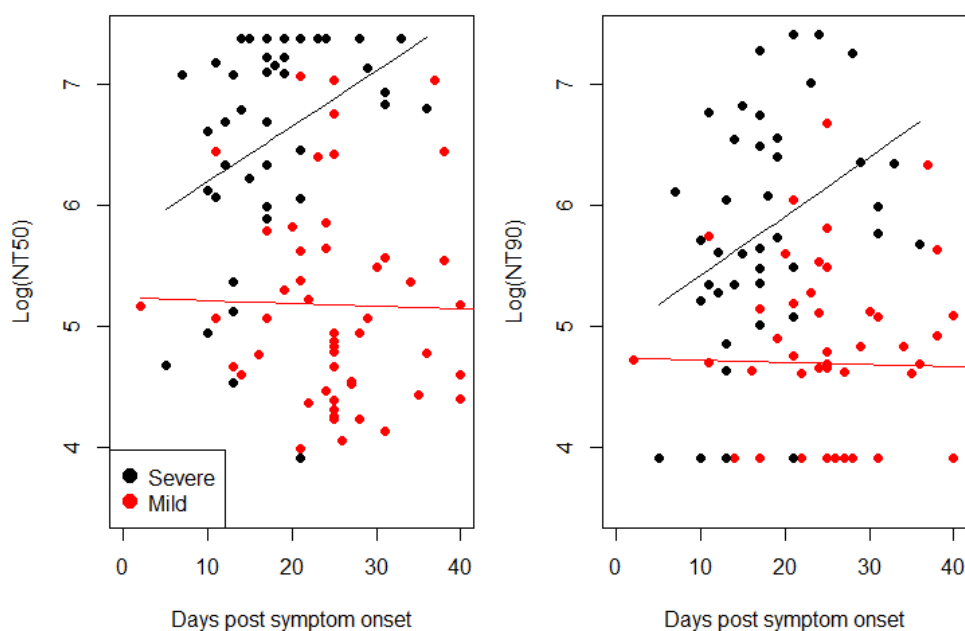 Log(NT50)
7
6
5
4
Severe
Mild
0 10 20 30 40
Days post symptom onset
Log(NT90)
7
6
5
4
0 10 20 30 40
Days post symptom onset